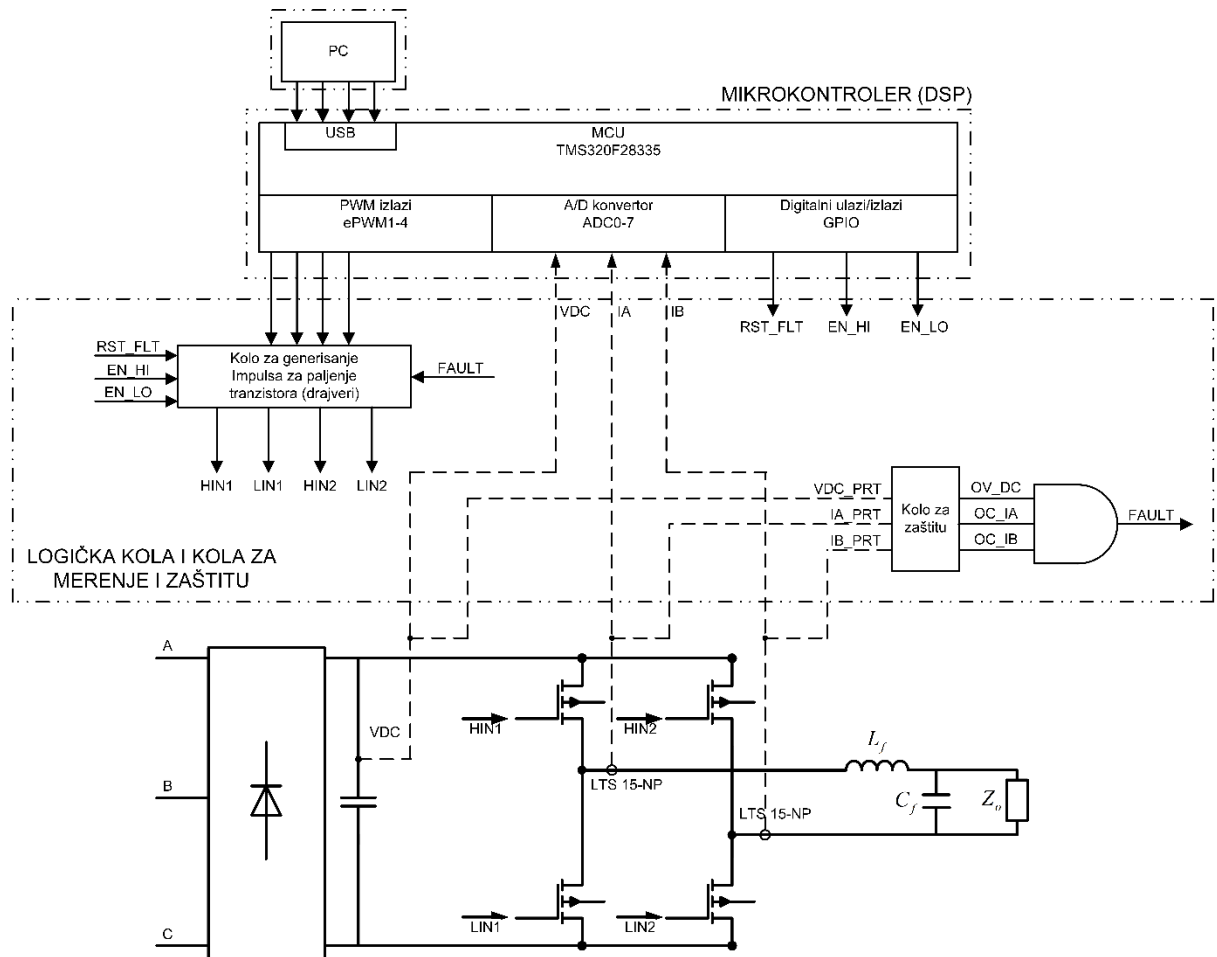 PC
MIKROKONTROLER (DSP)
USB
MCU
TMS320F28335
PWM izlazi
ePWM1-4
A/D konvertor
ADC0-7
Digitalni ulazi/izlazi
GPIO
VDC
IA
IB
RST_FLT
EN_HI
EN_LO
RST_FLT
EN_HI
EN_LO
Kolo za generisanje
Impulsa za paljenje
tranzistora (drajveri)
FAULT
HIN1
LIN1
HIN2
LIN2
VDC_PRT
IA_PRT
IB_PRT
Kolo za
zaštitu
OV_DC
OC_IA
OC_IB
FAULT
LOGIČKA KOLA I KOLA ZA
MERENJE I ZAŠTITU
A
B
C
VDC
HIN1
HIN2
LTS 15-NP
LTS 15-NP
L_f
C_f
Z_o
LIN1
LIN2